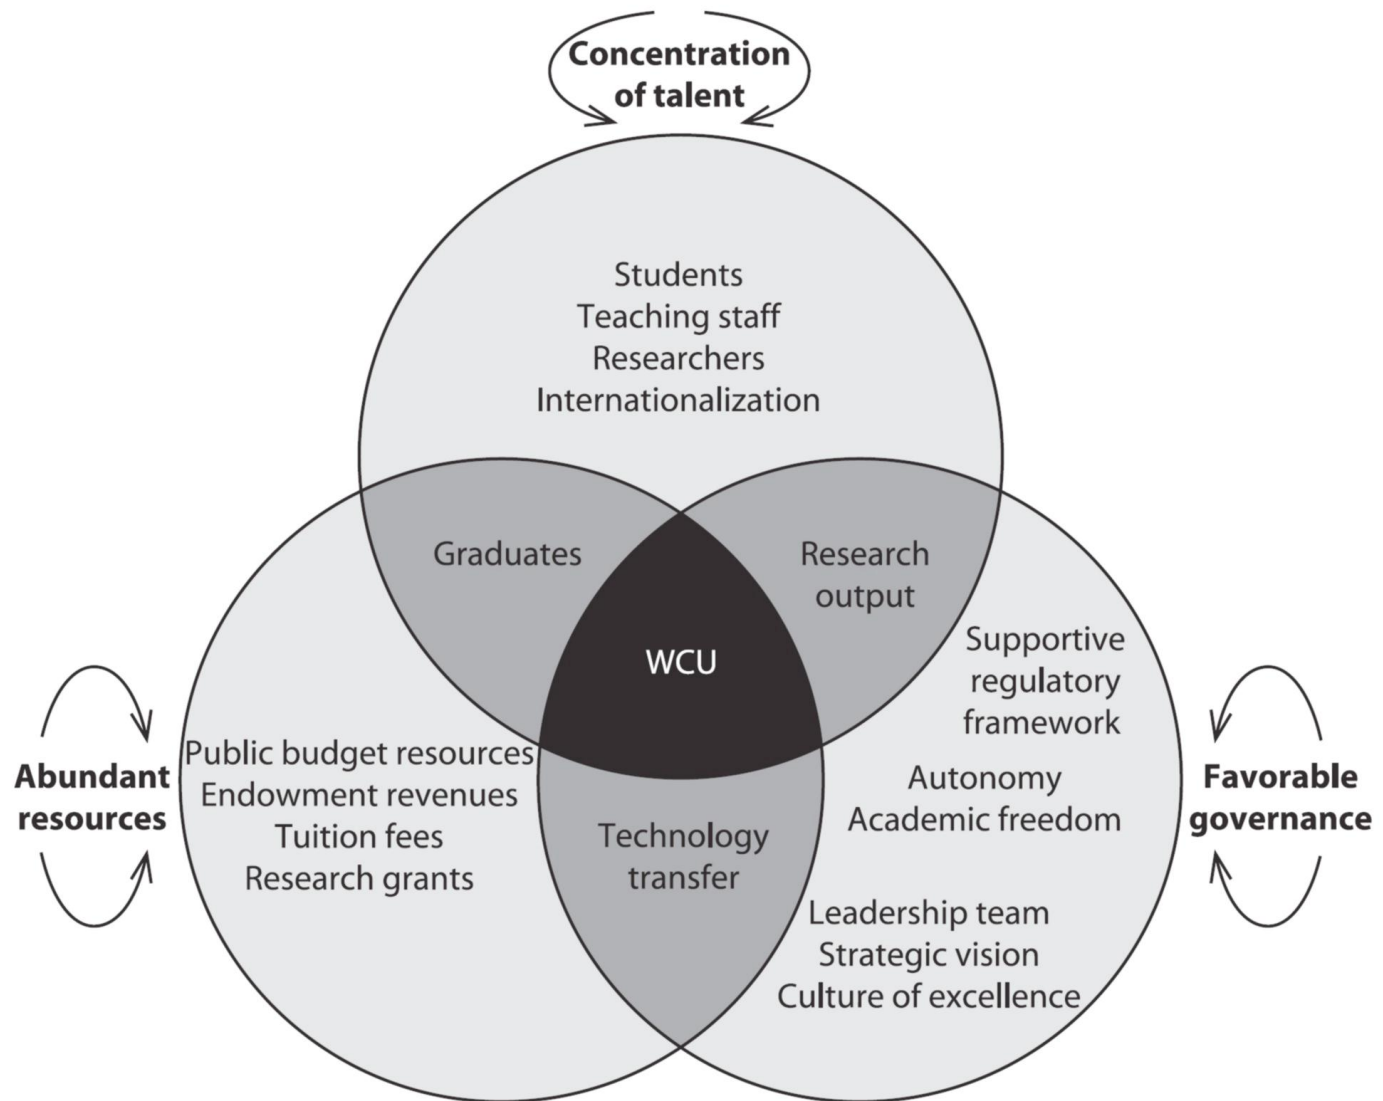 Concentration
of talent
Students
Teaching staff
Researchers
Internationalization
Graduates
Research
output
WCU
Supportive
regulatory
framework
Abundant
resources
Public budget resources
Endowment revenues
Tuition fees
Research grants
Technology
transfer
Autonomy
Academic freedom
Favorable
governance
Leadership team
Strategic vision
Culture of excellence